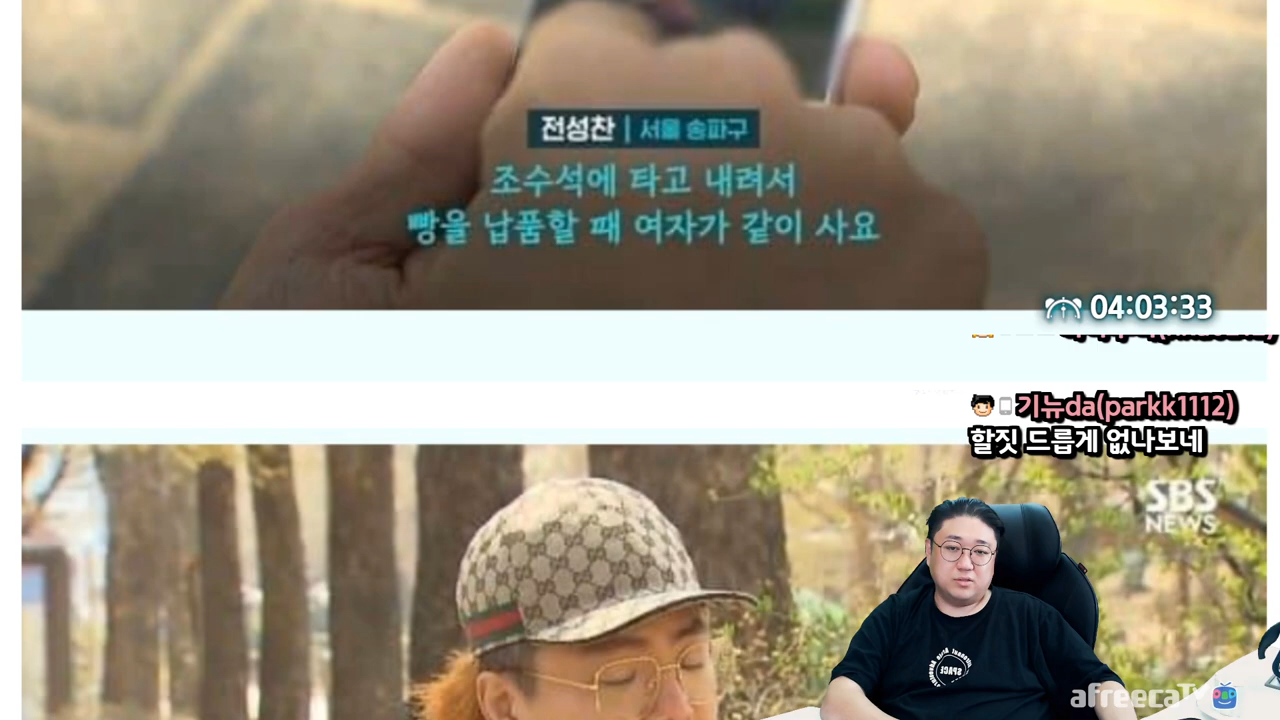 전성찬 | 서울 송파구
조수석에 타고 내려서
빵을 납품할 때 여자가 같이 사요
04:03:33
기뉴da(parkk1112)
할짓 드럽게 없나보네
SBS
NEWS
SPACE
afreecaTV